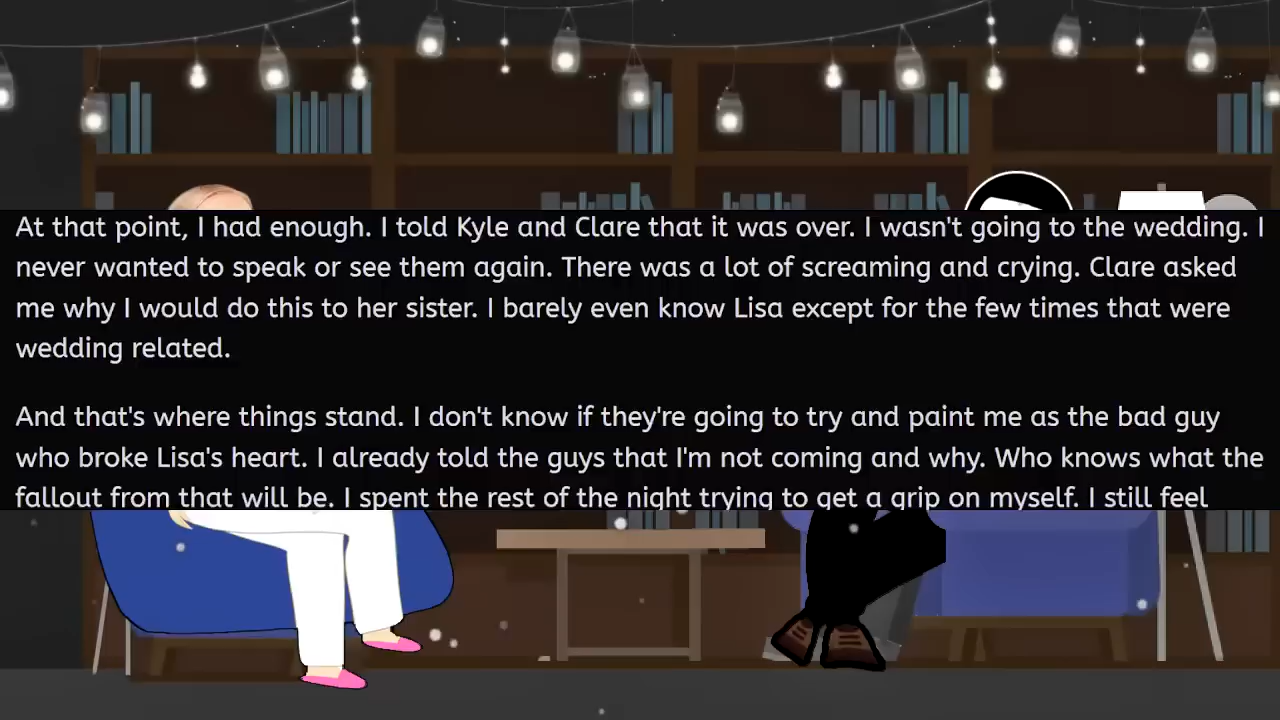 At that point, I had enough. I told Kyle and Clare that it was over. I wasn't going to the wedding. I
never wanted to speak or see them again. There was a lot of screaming and crying. Clare asked
me why I would do this to her sister. I barely even know Lisa except for the few times that were
wedding related.
And that's where things stand. I don't know if they're going to try and paint me as the bad guy
who broke Lisa's heart. I already told the guys that I'm not coming and why. Who knows what the
fallout from that will be. I spent the rest of the night trying to get a grip on myself. I still feel